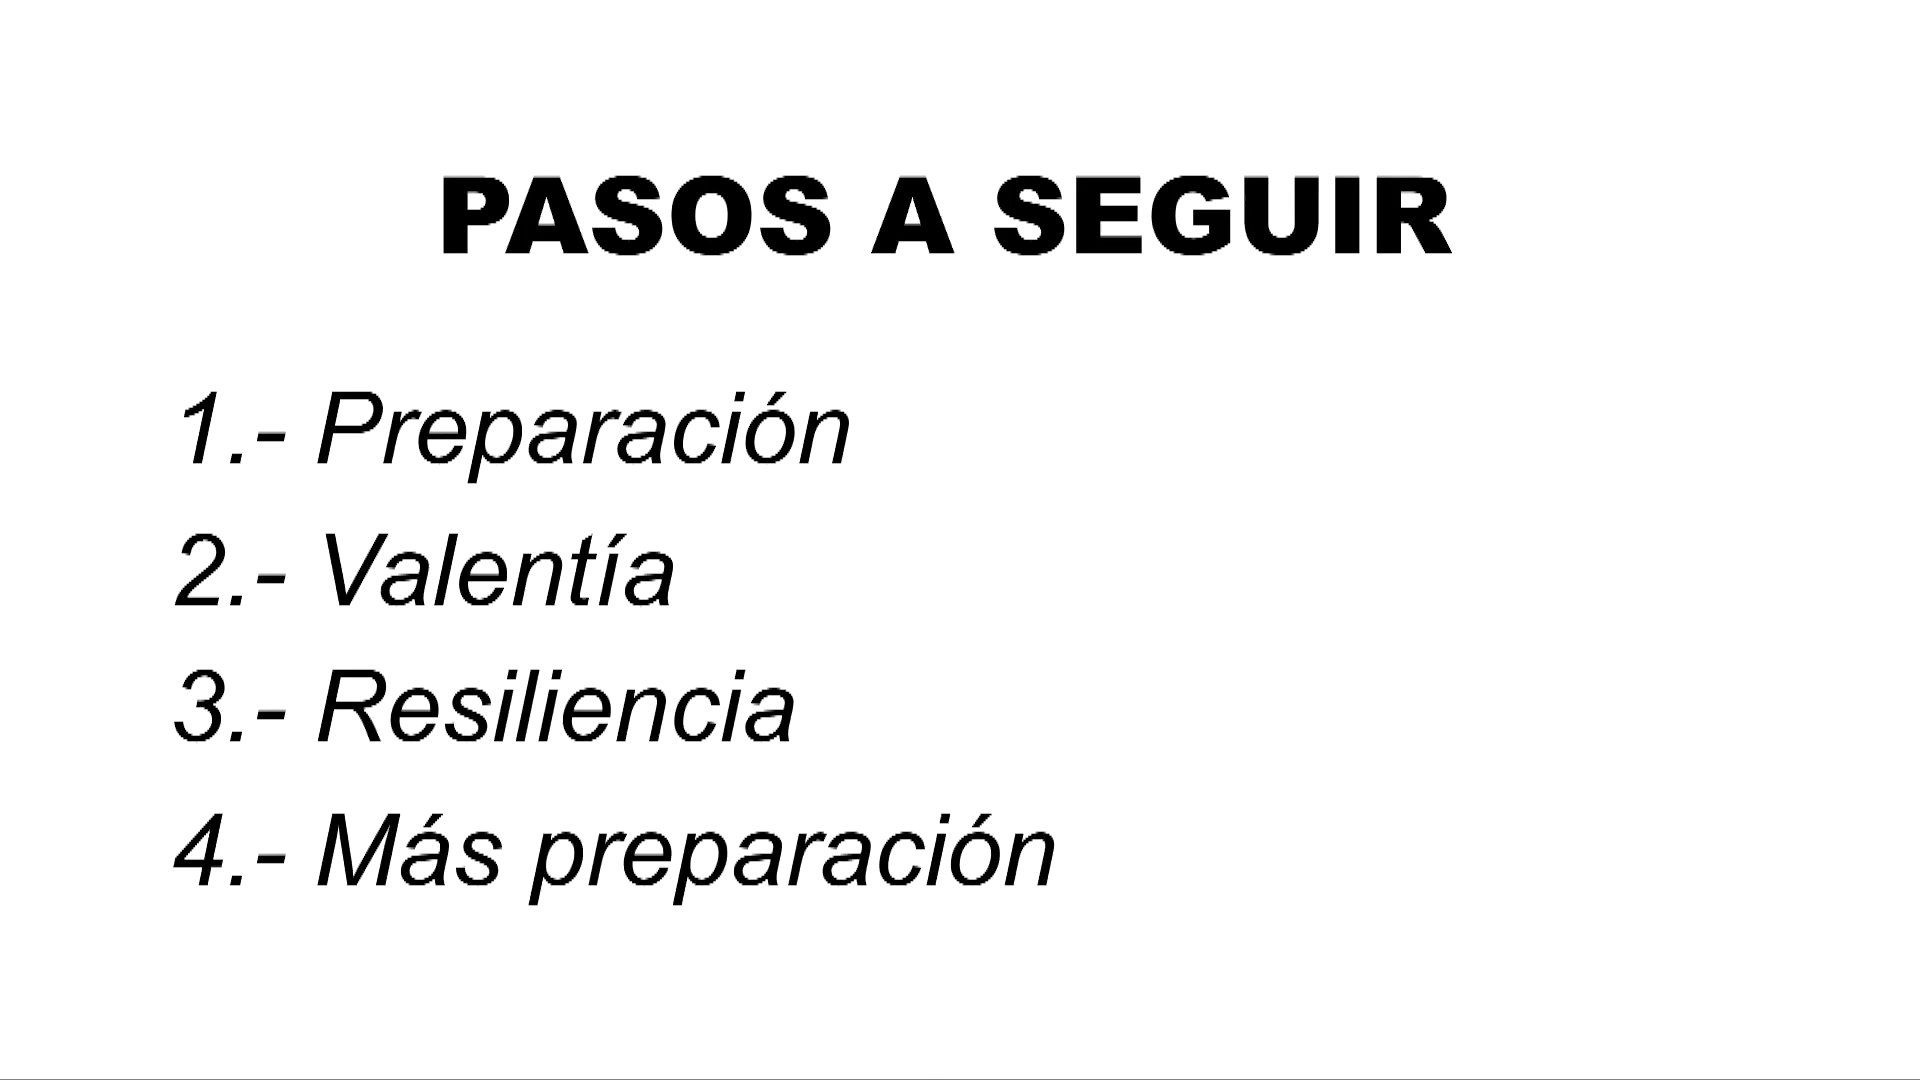 PASOS A SEGUIR
1.- Preparación
2.- Valentía
3.- Resiliencia
4.- Más preparación